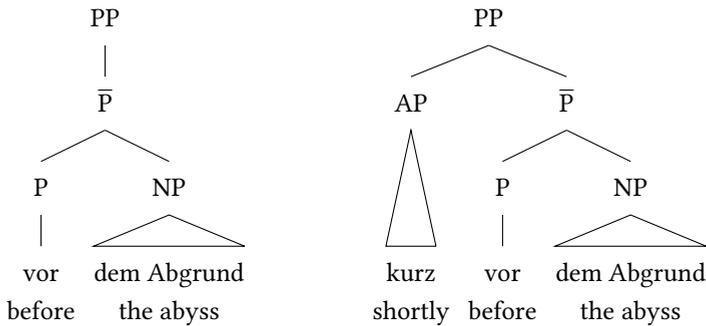 PP PP
P̅ AP P̅
P NP P NP
vor dem Abgrund kurz vor dem Abgrund
before the abyss shortly before the abyss